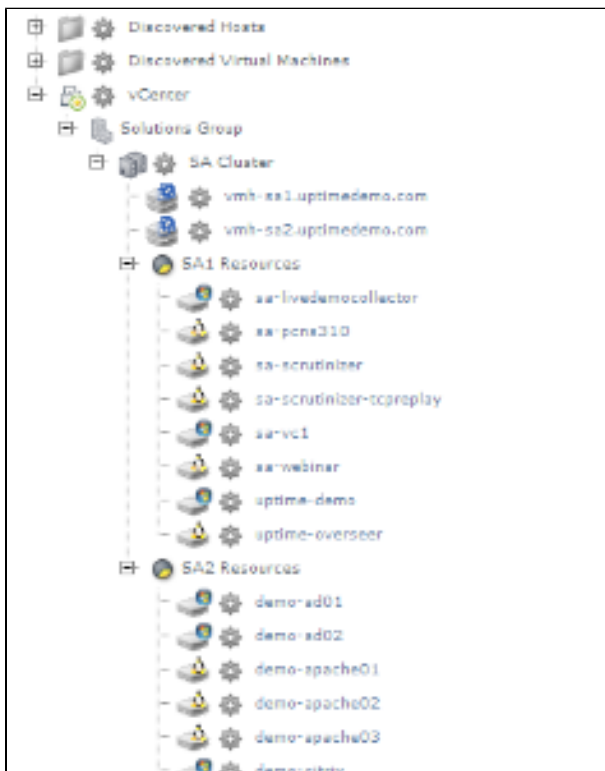 Discovered Hosts
Discovered Virtual Machines
vCenter
Solutions Group
SA Cluster
vmh-sa1.uptimedemo.com
vmh-sa2.uptimedemo.com
SA1 Resources
sa-livedemocollector
sa-pcns310
sa-scrutinizer
sa-scrutinizer-tcpreplay
sa-vc1
sa-webinar
uptime-demo
uptime-overseer
SA2 Resources
demo-ad01
demo-ad02
demo-apache01
demo-apache02
demo-apache03
demo-citrix